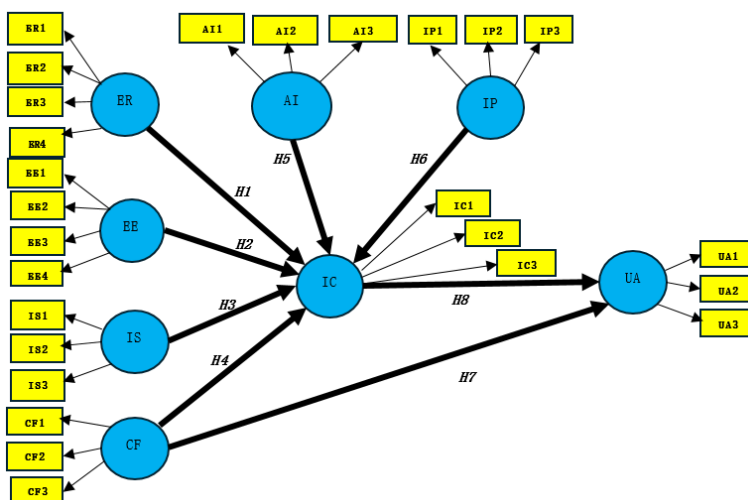 ER1
ER2
ER3
ER4
ER
AI1
AI2
AI3
AI
IP1
IP2
IP3
IP
EE1
EE2
EE3
EE4
EE
IS1
IS2
IS3
IS
CF1
CF2
CF3
CF
H1
H2
H3
H4
H5
H6
IC
IC1
IC2
IC3
H8
H7
UA
UA1
UA2
UA3